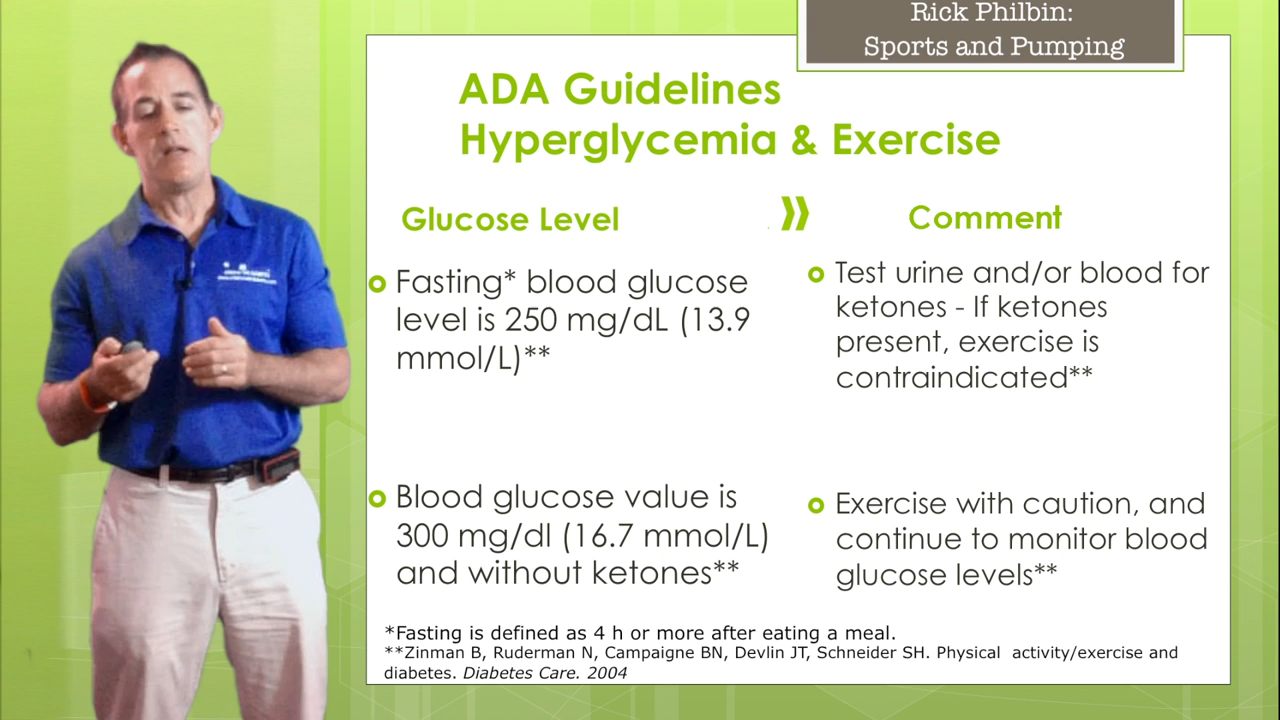 Rick Philbin:
Sports and Pumping
ADA Guidelines
Hyperglycemia & Exercise
Glucose Level
Comment
Fasting* blood glucose
level is 250 mg/dL (13.9
mmol/L)**
Test urine and/or blood for
ketones - If ketones
present, exercise is
contraindicated**
Blood glucose value is
300 mg/dl (16.7 mmol/L)
and without ketones**
Exercise with caution, and
continue to monitor blood
glucose levels**
*Fasting is defined as 4 h or more after eating a meal.
**Zinman B, Ruderman N, Campaigne BN, Devlin JT, Schneider SH. Physical activity/exercise and
diabetes. Diabetes Care. 2004